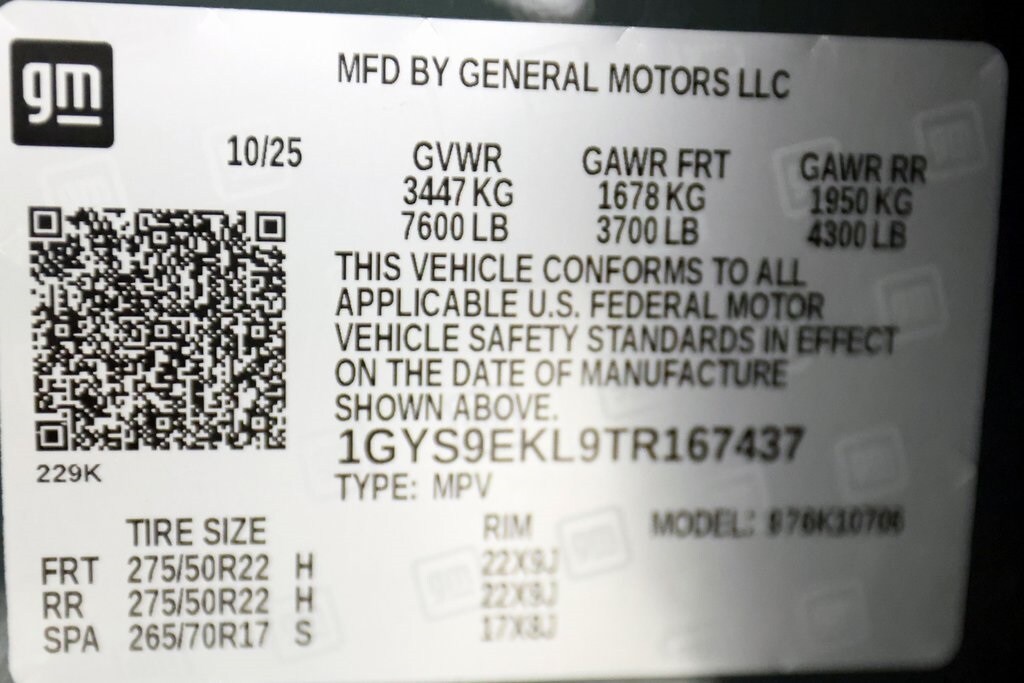 gm
MFD BY GENERAL MOTORS LLC
10/25 GVWR GAWR FRT GAWR RR
3447 KG 1678 KG 1950 KG
7600 LB 3700 LB 4300 LB
THIS VEHICLE CONFORMS TO ALL
APPLICABLE U.S. FEDERAL MOTOR
VEHICLE SAFETY STANDARDS IN EFFECT
ON THE DATE OF MANUFACTURE
SHOWN ABOVE.
1GYS9EKL9TR167437
229K
TYPE: MPV
TIRE SIZE RIM MODEL:
FRT 275/50R22 H 22X9J
RR 275/50R22 H 22X9J
SPA 265/70R17 S 17X8J